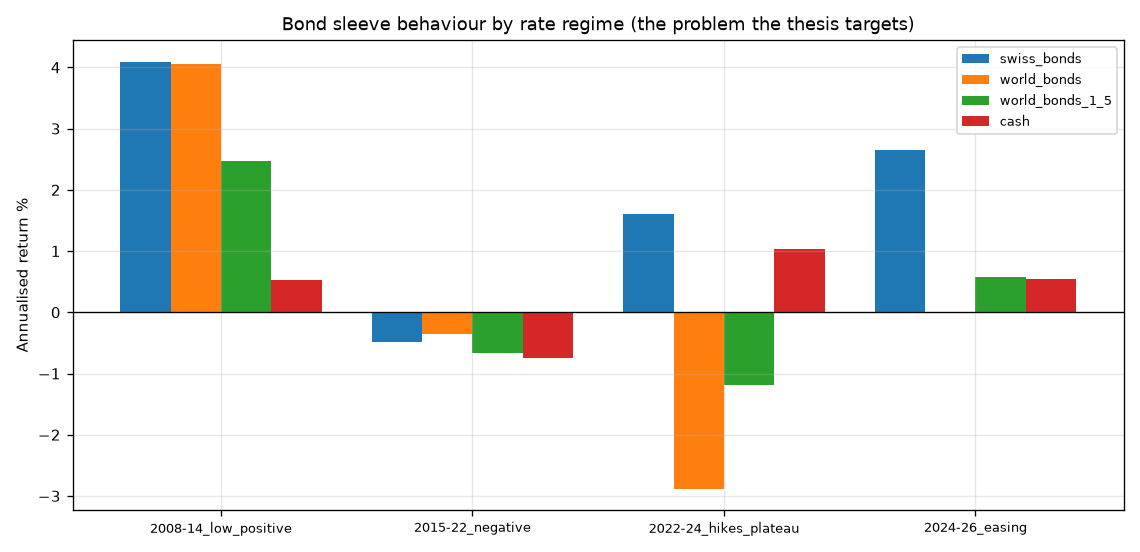 Bond sleeve behaviour by rate regime (the problem the thesis targets)
swiss_bonds
world_bonds
world_bonds_1_5
cash
Annualised return %
4
3
2
1
0
−1
−2
−3
2008-14_low_positive
2015-22_negative
2022-24_hikes_plateau
2024-26_easing